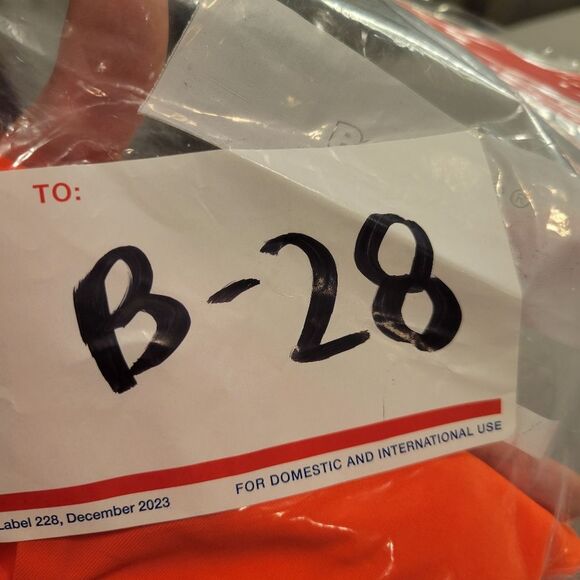 TO:
B-28
FOR DOMESTIC AND INTERNATIONAL USE
Label 228, December 2023
®